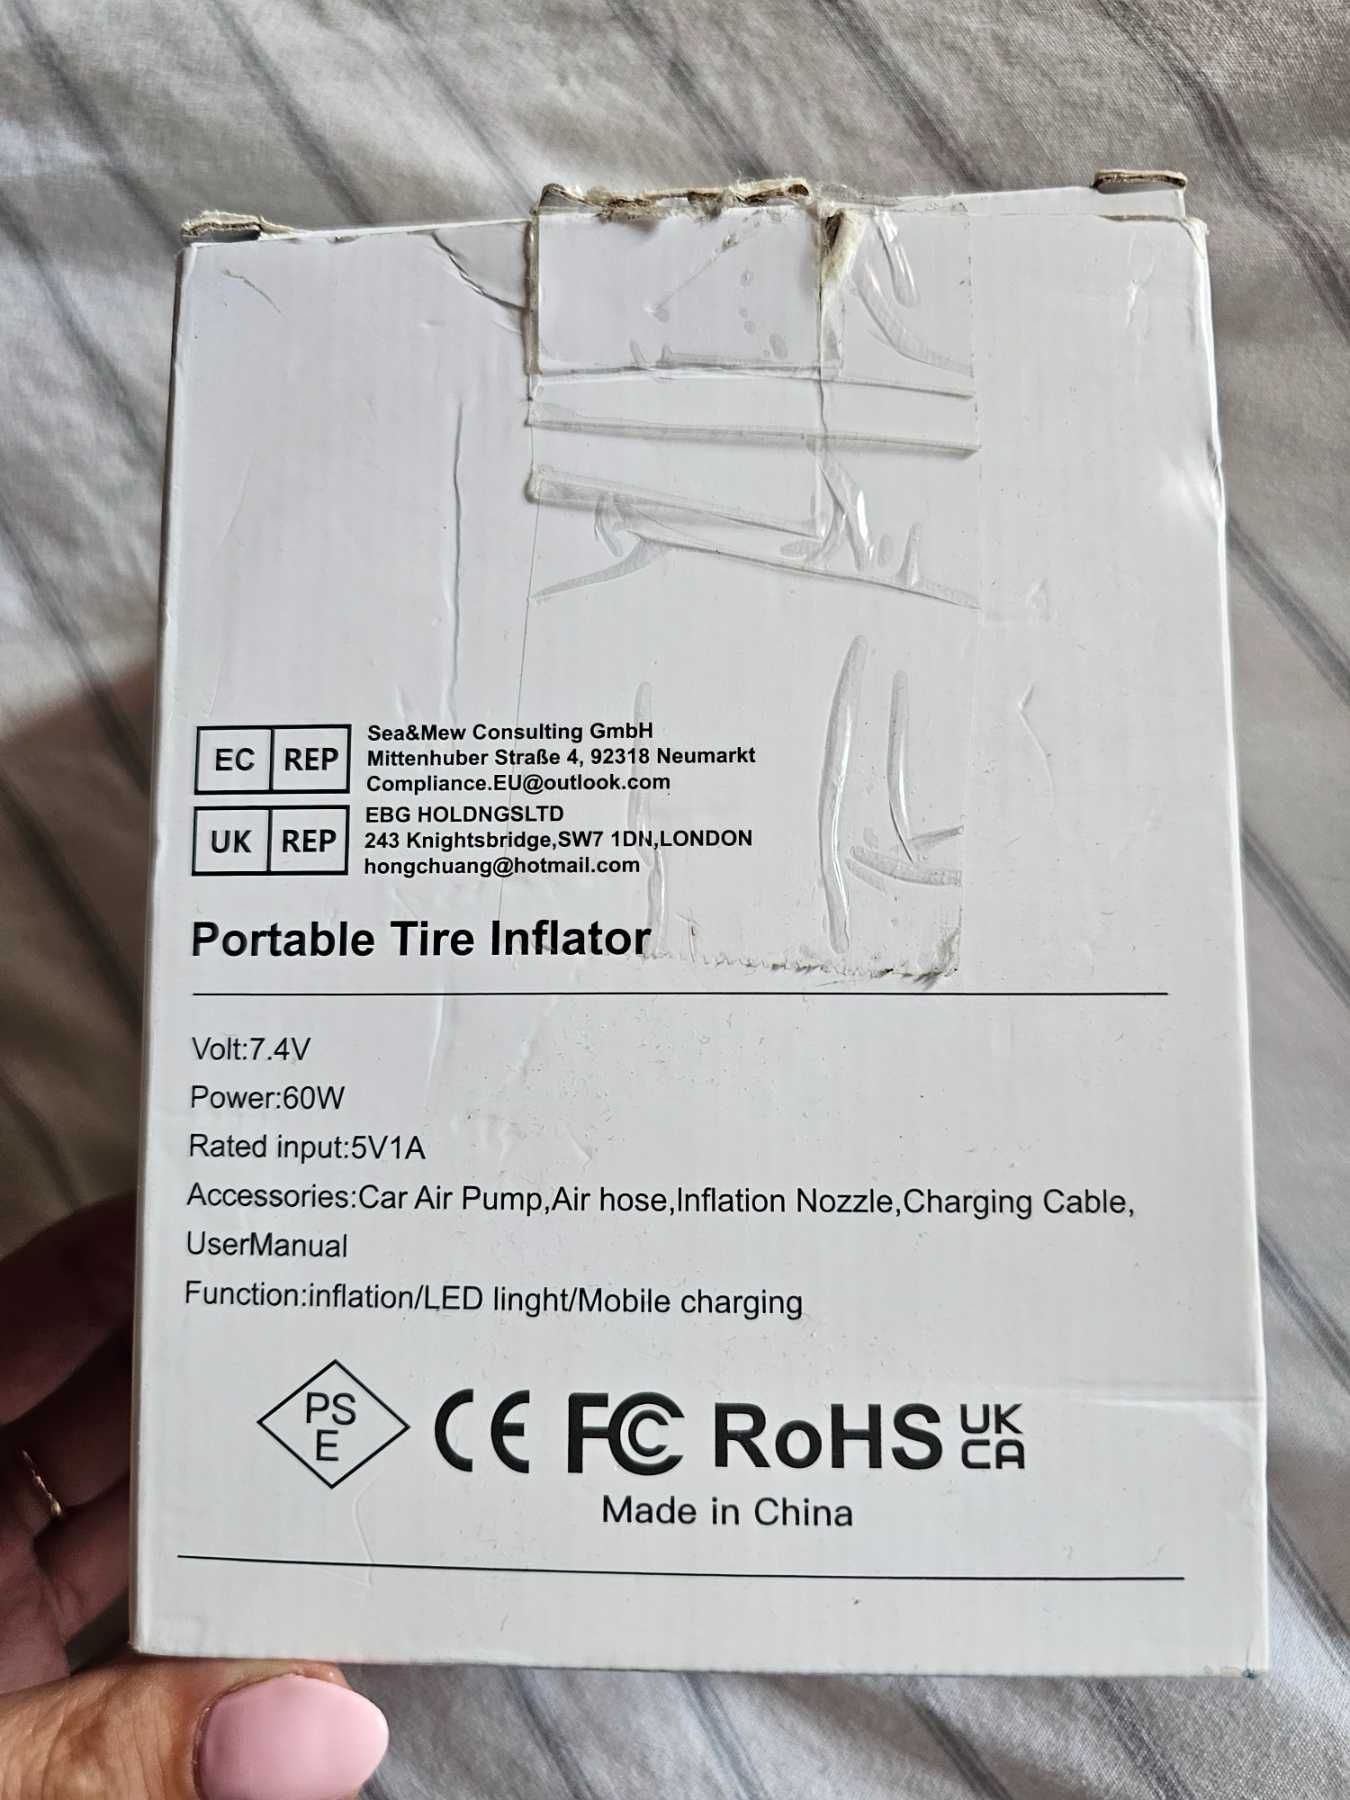 EC REP
Sea&Mew Consulting GmbH
Mittenhuber Straße 4, 92318 Neumarkt
Compliance.EU@outlook.com
UK REP
EBG HOLDNGSLTD
243 Knightsbridge,SW7 1DN,LONDON
hongchuang@hotmail.com
Portable Tire Inflator
Volt:7.4V
Power:60W
Rated input:5V1A
Accessories:Car Air Pump,Air hose,Inflation Nozzle,Charging Cable,
UserManual
Function:inflation/LED linght/Mobile charging
PS
E
CE FC RoHS UK
CA
Made in China